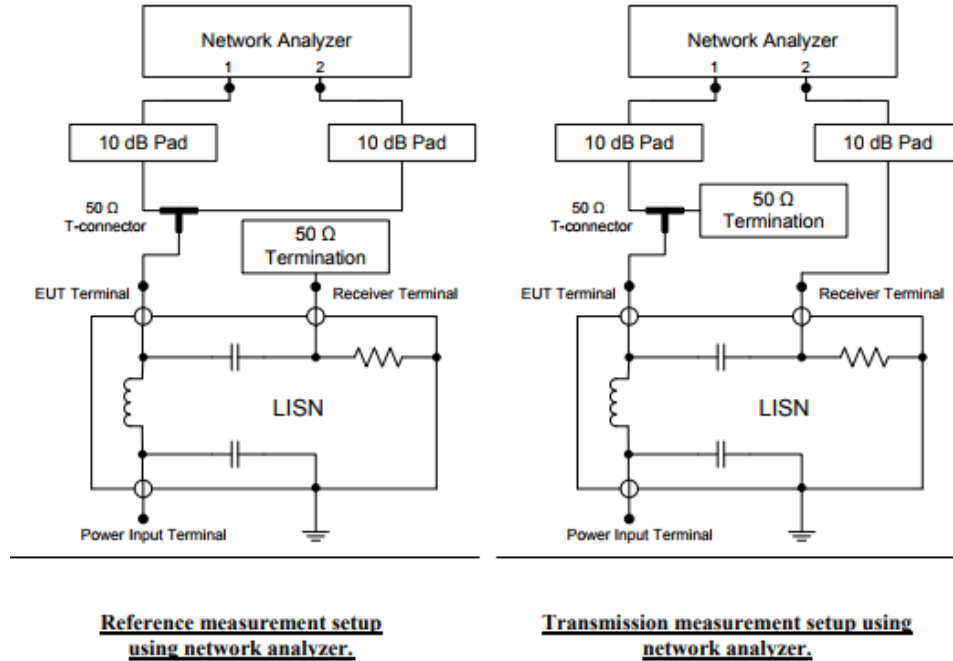 Network Analyzer
1 2
10 dB Pad
10 dB Pad
50 Ω
T-connector
50 Ω
Termination
EUT Terminal
Receiver Terminal
LISN
Power Input Terminal
Reference measurement setup
using network analyzer.
Network Analyzer
1 2
10 dB Pad
10 dB Pad
50 Ω
T-connector
50 Ω
Termination
EUT Terminal
Receiver Terminal
LISN
Power Input Terminal
Transmission measurement setup using
network analyzer.